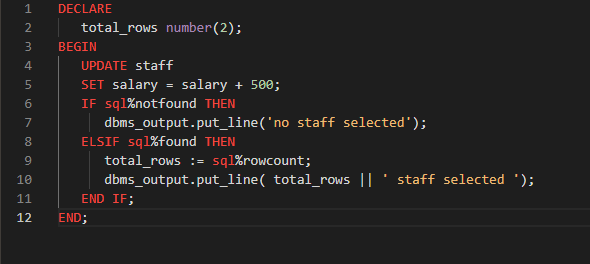 1 DECLARE
2 total_rows number(2);
3 BEGIN
4 UPDATE staff
5 SET salary = salary + 500;
6 IF sql%notfound THEN
7 dbms_output.put_line('no staff selected');
8 ELSIF sql%found THEN
9 total_rows := sql%rowcount;
10 dbms_output.put_line( total_rows || ' staff selected ');
11 END IF;
12 END;